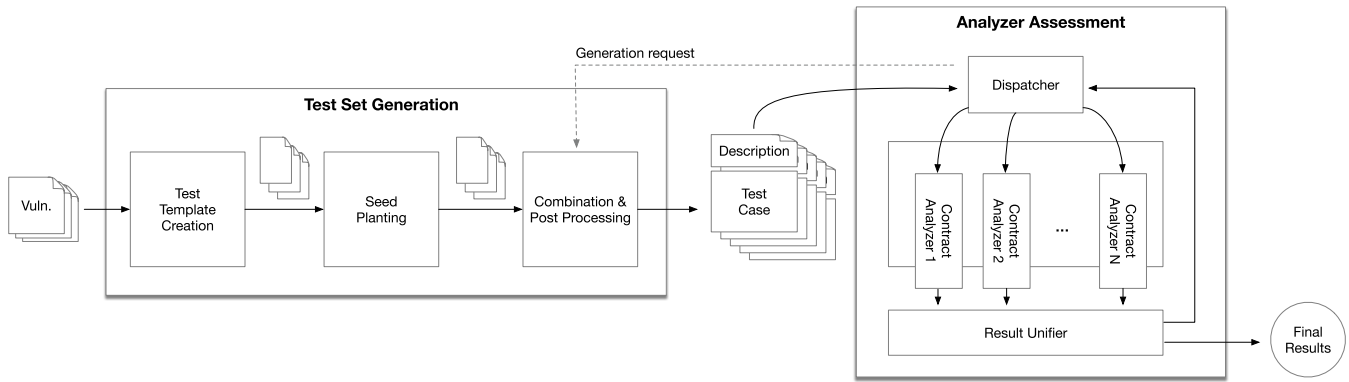 Analyzer Assessment
Generation request
Dispatcher
Test Set Generation
Description
Test
Case
Vuln.
Test
Template
Creation
Seed
Planting
Combination &
Post Processing
Contract
Analyzer 1
Contract
Analyzer 2
...
Contract
Analyzer N
Result Unifier
Final
Results